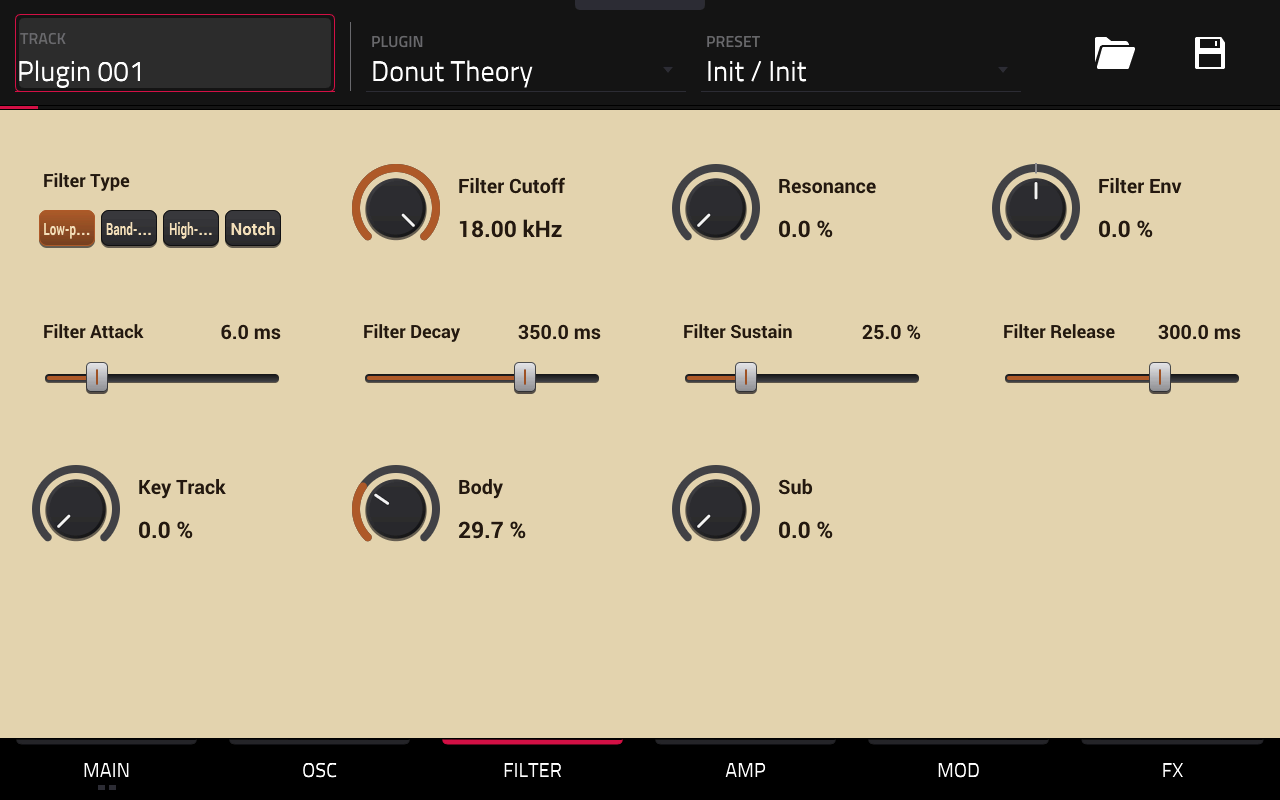 TRACK
Plugin 001
PLUGIN
Donut Theory
PRESET
Init / Init
Filter Type
Low-p... Band-... High-... Notch
Filter Cutoff
18.00 kHz
Resonance
0.0 %
Filter Env
0.0 %
Filter Attack 6.0 ms
Filter Decay 350.0 ms
Filter Sustain 25.0 %
Filter Release 300.0 ms
Key Track
0.0 %
Body
29.7 %
Sub
0.0 %
MAIN OSC FILTER AMP MOD FX